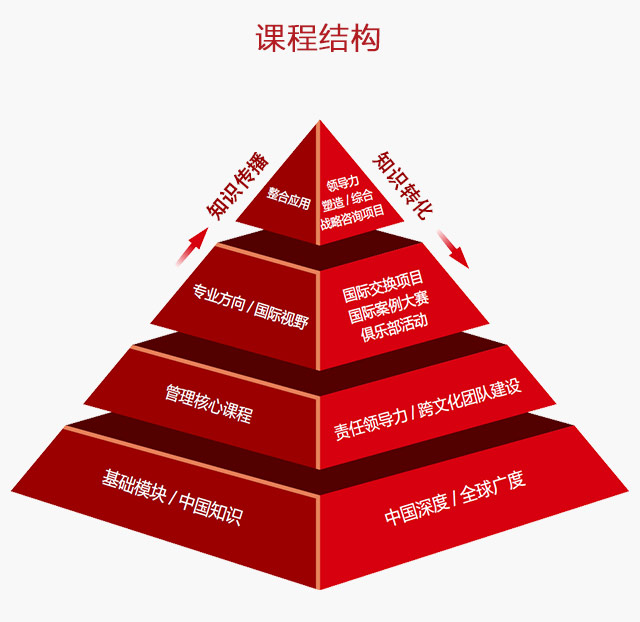 课程结构
知识传播
知识转化
整合应用
领导力
塑造 / 综合
战略咨询项目
专业方向 / 国际视野
国际交换项目
国际案例大赛
俱乐部活动
管理核心课程
责任领导力 / 跨文化团队建设
基础模块 / 中国知识
中国深度 / 全球广度